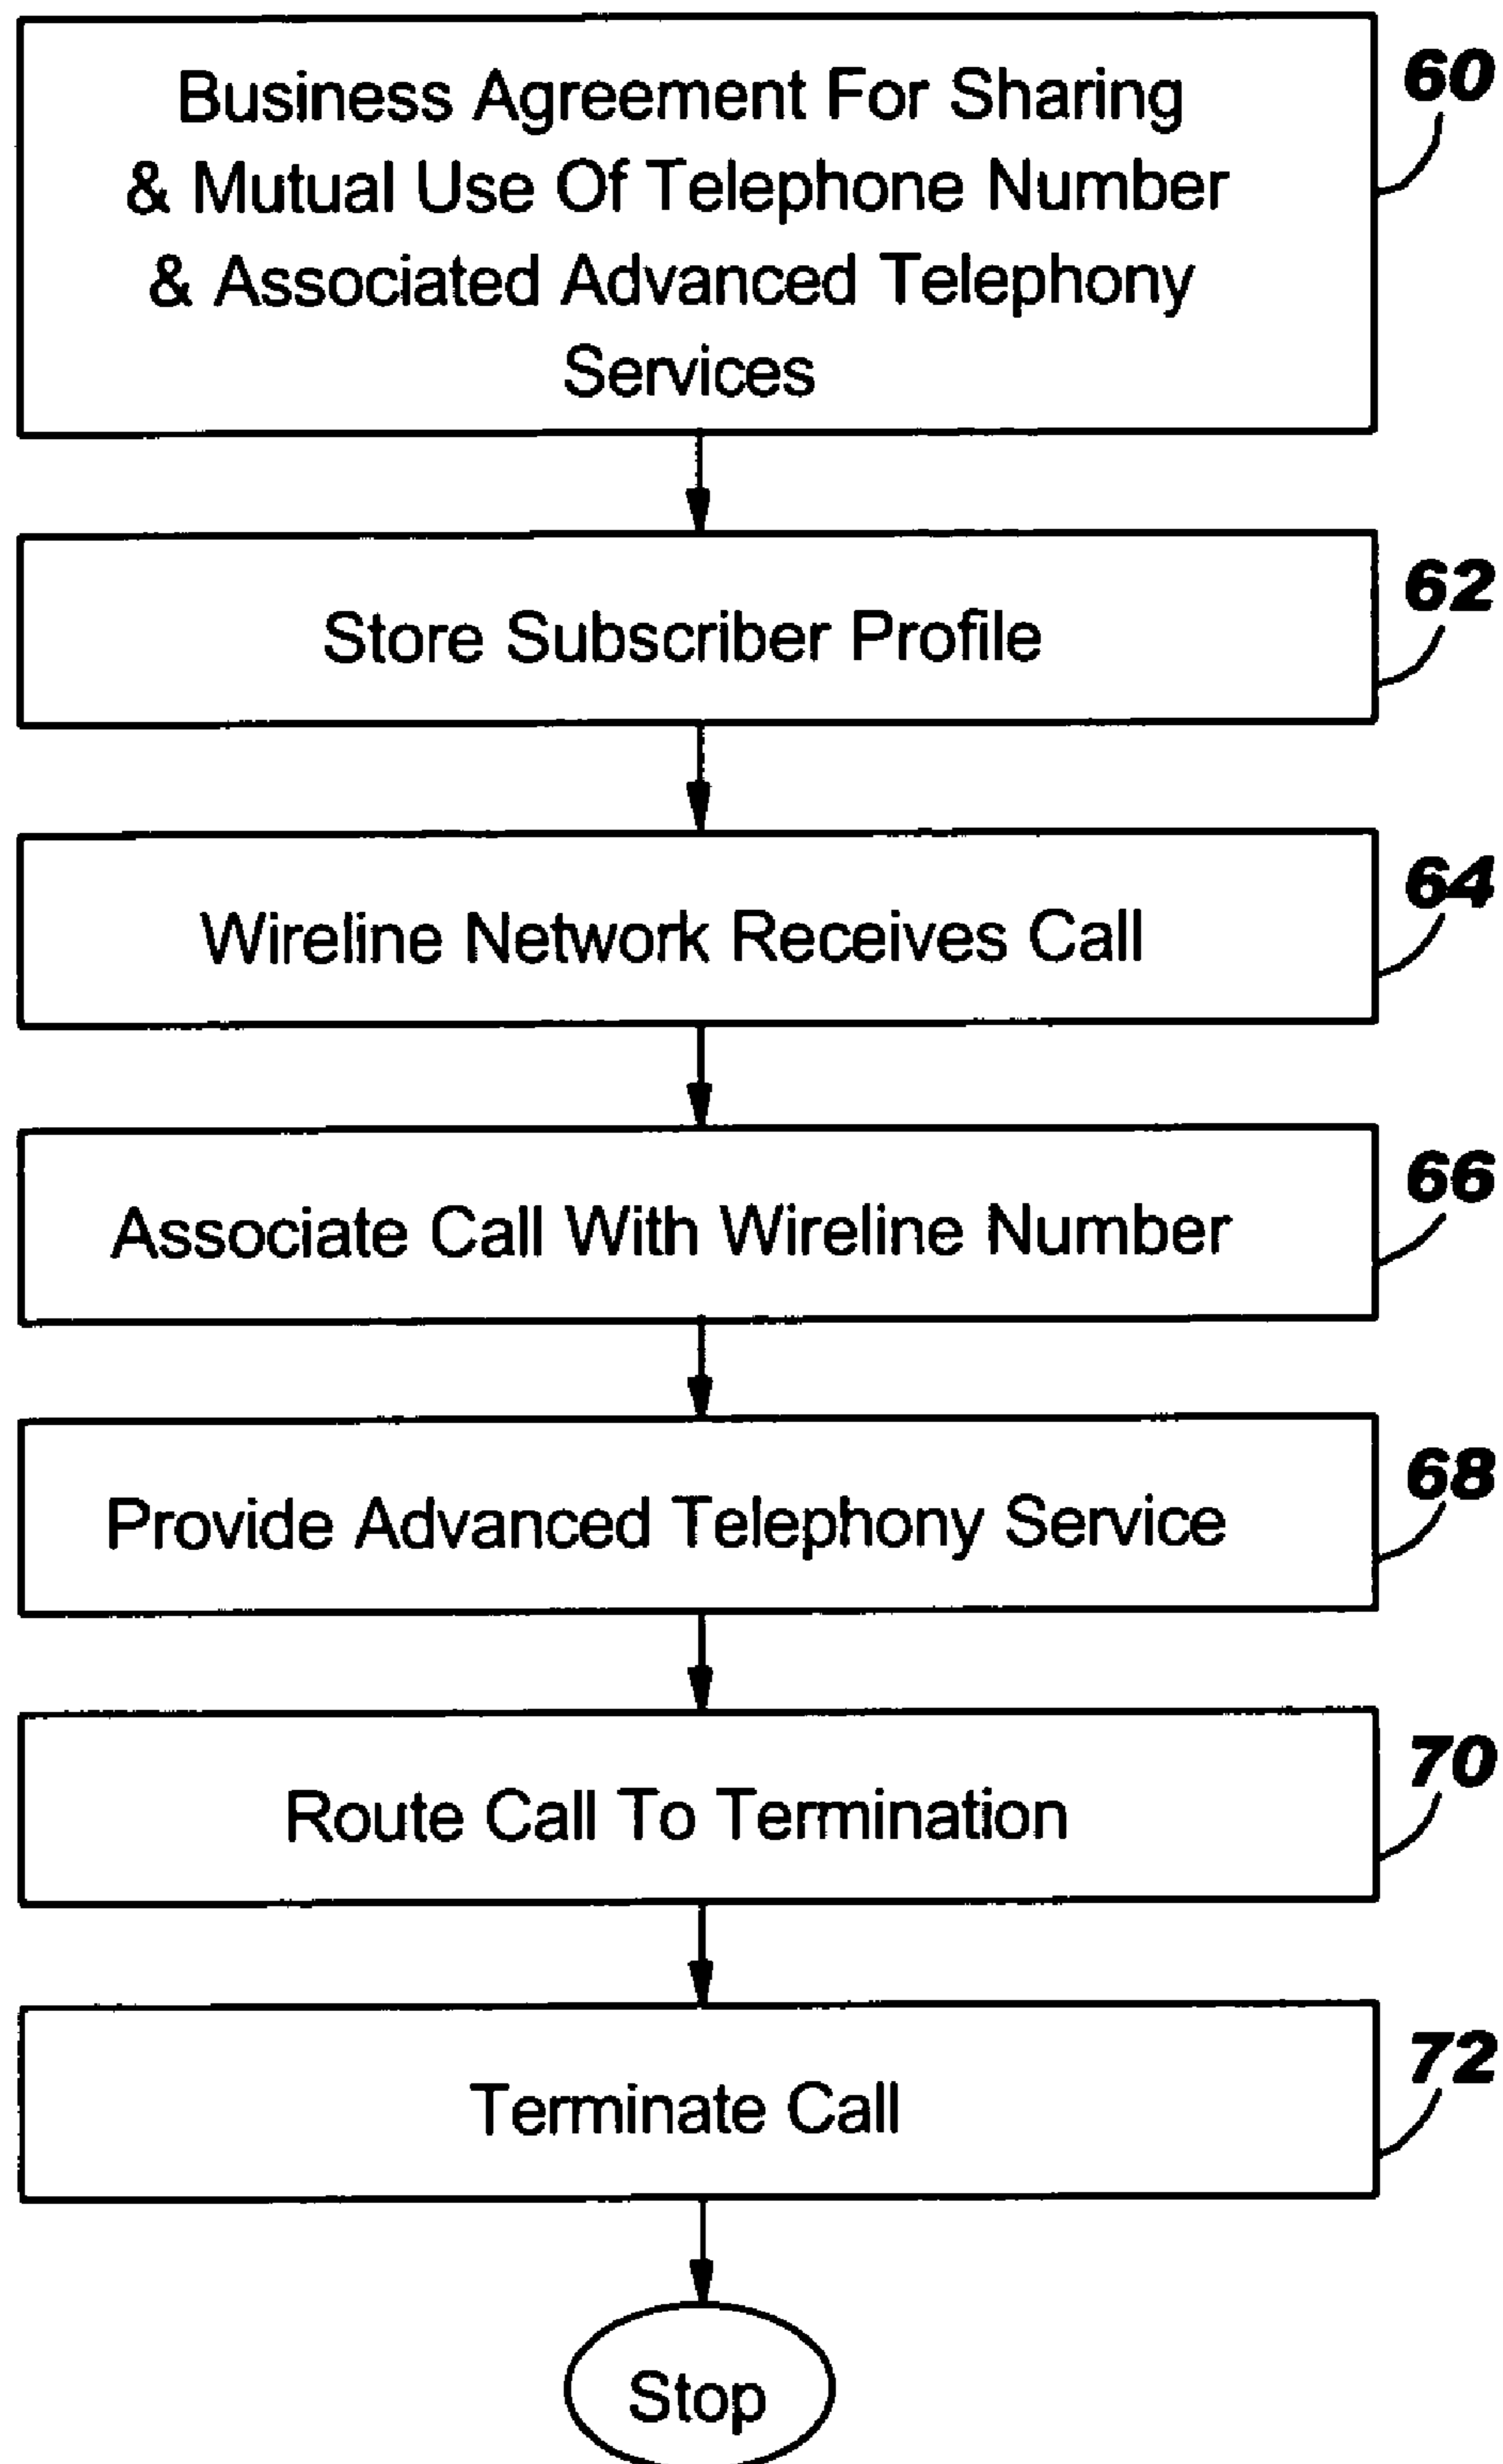 Business Agreement For Sharing
& Mutual Use Of Telephone Number
& Associated Advanced Telephony
Services
60
Store Subscriber Profile
62
Wireline Network Receives Call
64
Associate Call With Wireline Number
66
Provide Advanced Telephony Service
68
Route Call To Termination
70
Terminate Call
72
Stop